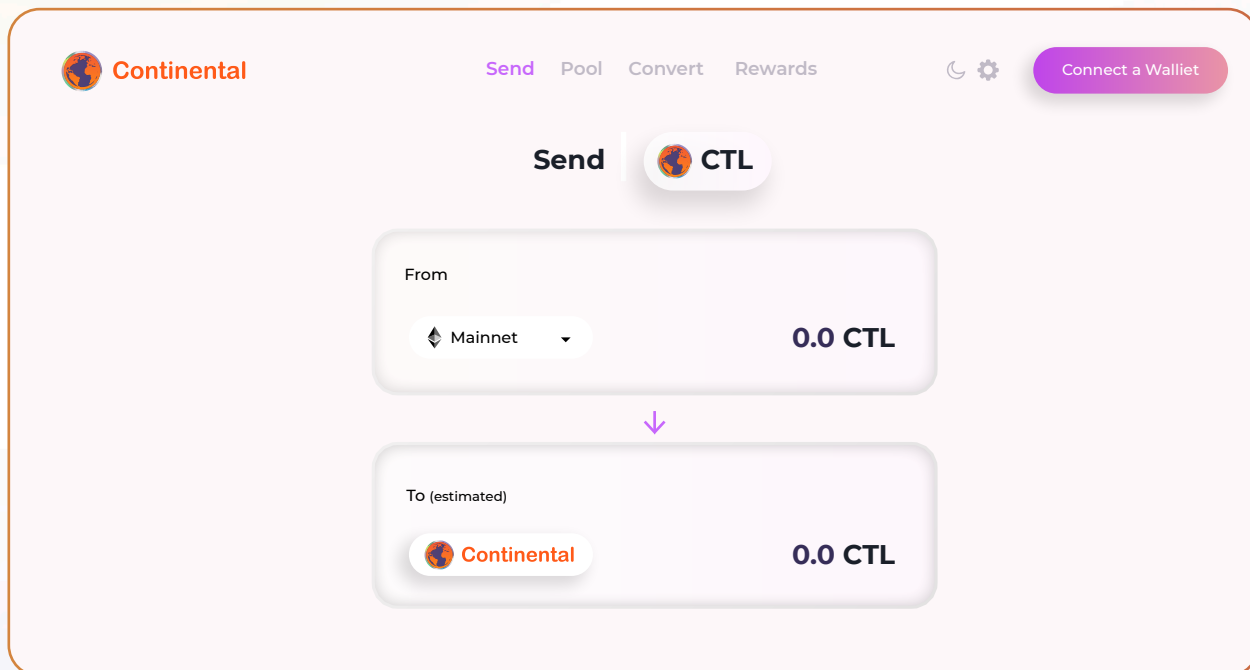 Continental
Send Pool Convert Rewards
Connect a Walliet
Send
CTL
From
Mainnet
0.0 CTL
To (estimated)
Continental
0.0 CTL